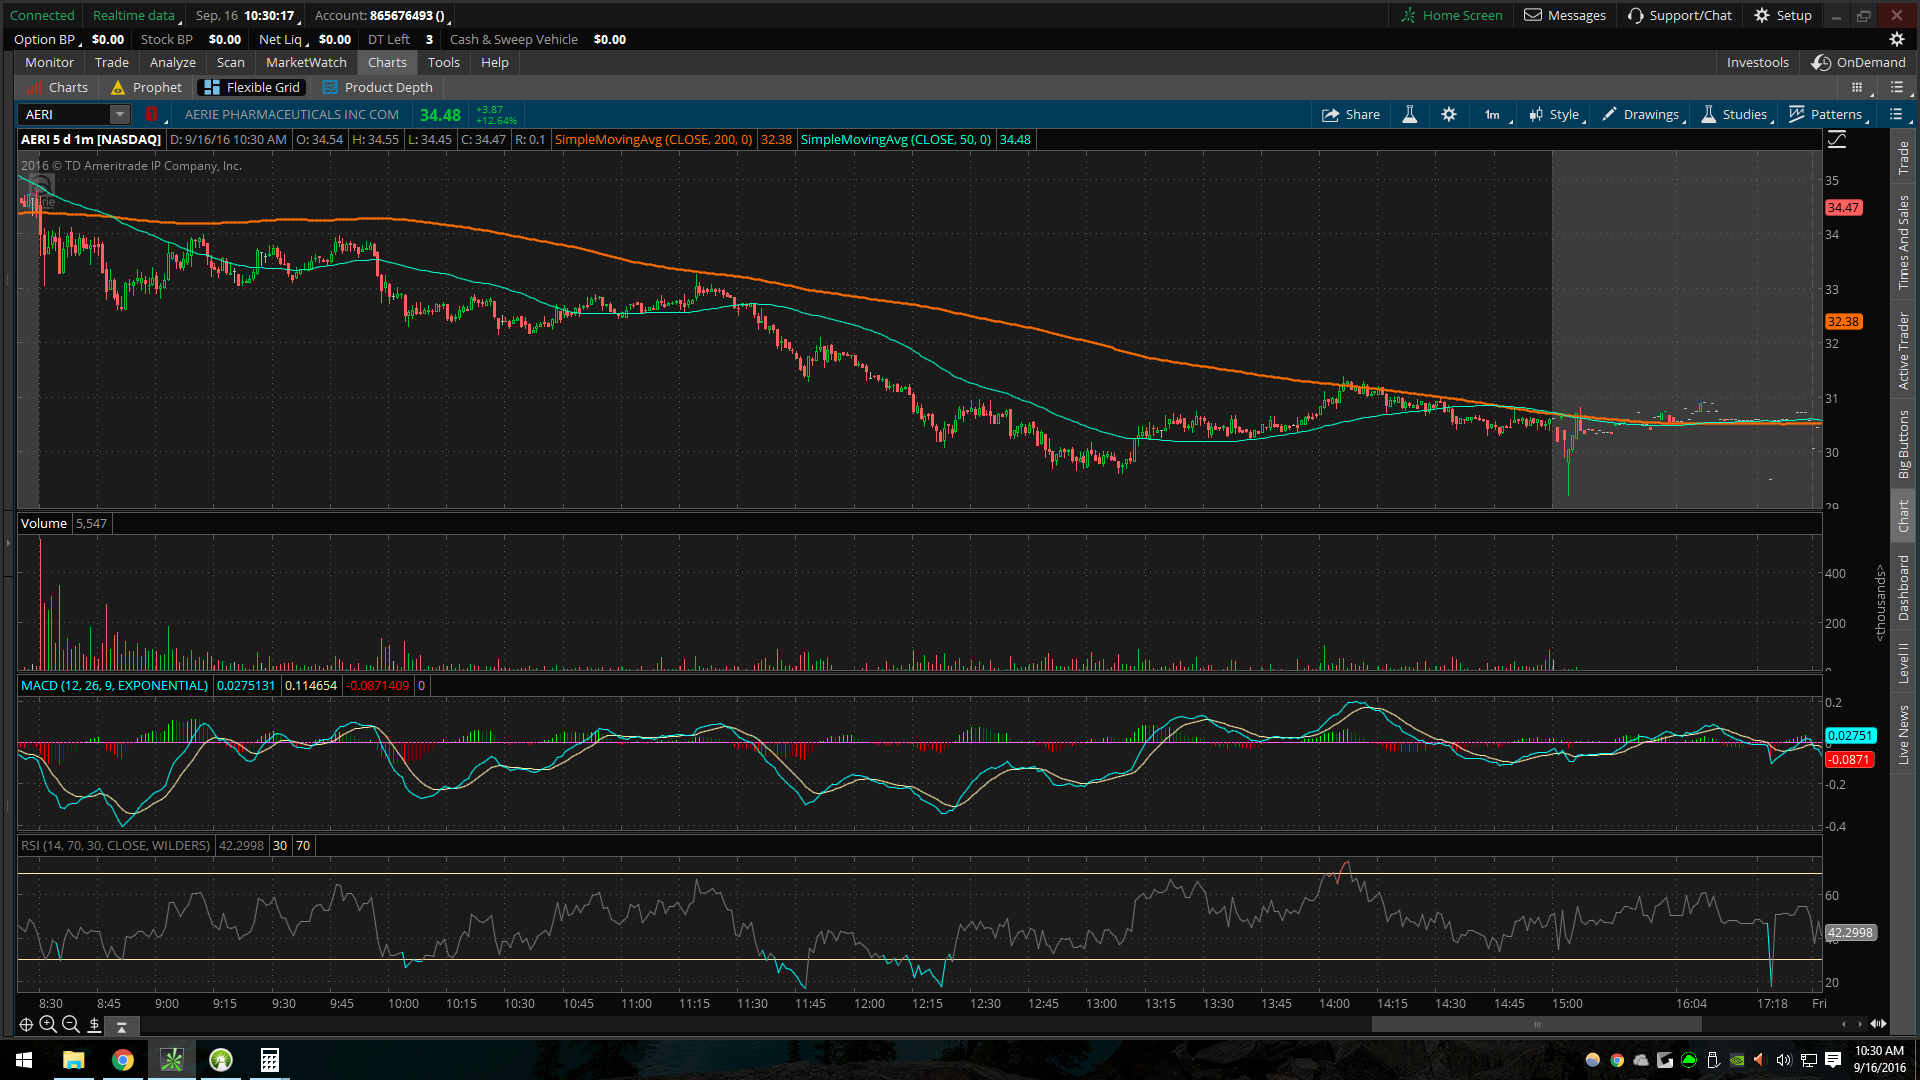 Connected Realtime data Sep, 16 10:30:17 Account: 865676493 () Home Screen Messages Support/Chat Setup
Option BP $0.00 Stock BP $0.00 Net Liq $0.00 DT Left 3 Cash & Sweep Vehicle $0.00
Monitor Trade Analyze Scan MarketWatch Charts Tools Help Investools OnDemand
Charts Prophet Flexible Grid Product Depth
AERI 1 AERIE PHARMACEUTICALS INC COM 34.48 +3.87 +12.64% Share 1m Style Drawings Studies Patterns
AERI 5 d 1m [NASDAQ] D: 9/16/16 10:30 AM O: 34.54 H: 34.55 L: 34.45 C: 34.47 R: 0.1 SimpleMovingAvg (CLOSE, 200, 0) 32.38 SimpleMovingAvg (CLOSE, 50, 0) 34.48
2016 © TD Ameritrade IP Company, Inc.
35
34.47
34
33
32.38
32
31
30
29
Volume 5,547
400
200
<thousands>
0
MACD (12, 26, 9, EXPONENTIAL) 0.0275131 0.114654 -0.0871409 0
0.2
0.02751
0
-0.0871
-0.2
-0.4
RSI (14, 70, 30, CLOSE, WILDERS) 42.2998 30 70
60
42.2998
40
20
8:30 8:45 9:00 9:15 9:30 9:45 10:00 10:15 10:30 10:45 11:00 11:15 11:30 11:45 12:00 12:15 12:30 12:45 13:00 13:15 13:30 13:45 14:00 14:15 14:30 14:45 15:00 16:04 17:18 Fri
Trade
Times And Sales
Active Trader
Big Buttons
Chart
Dashboard
Level II
Live News
10:30 AM
9/16/2016